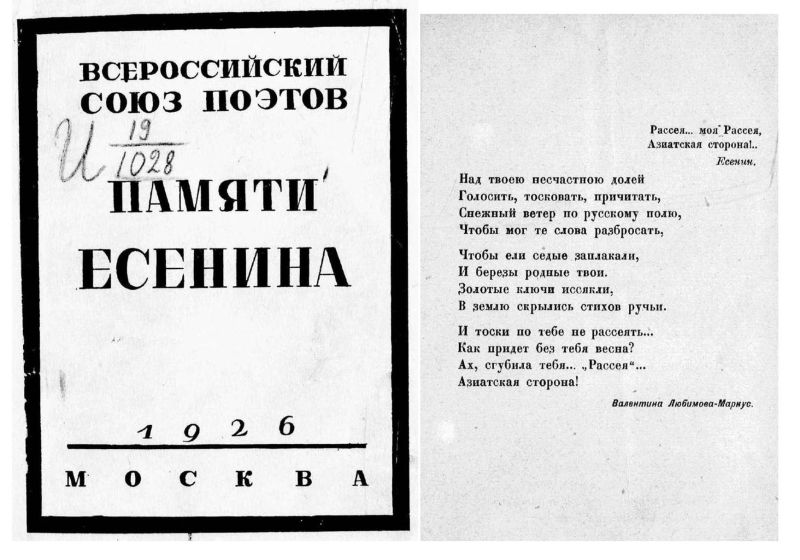 ВСЕРОССИЙСКИЙ
СОЮЗ ПОЭТОВ
И 19
1028
ПАМЯТИ
ЕСЕНИНА
1926
МОСКВА
Рассея... моя Рассея,
Азиатская сторона!..
Есенин.
Над твоею несчастною долей
Голосить, тосковать, причитать,
Снежный ветер по русскому полю,
Чтобы мог те слова разбросать,
Чтобы ели седые заплакали,
И березы родные твои.
Золотые ключи иссякли,
В землю скрылись стихов ручьи.
И тоски по тебе не рассеять...
Как придет без тебя весна?
Ах, сгубила тебя... „Рассея“...
Азиатская сторона!
Валентина Любимова-Маркус.